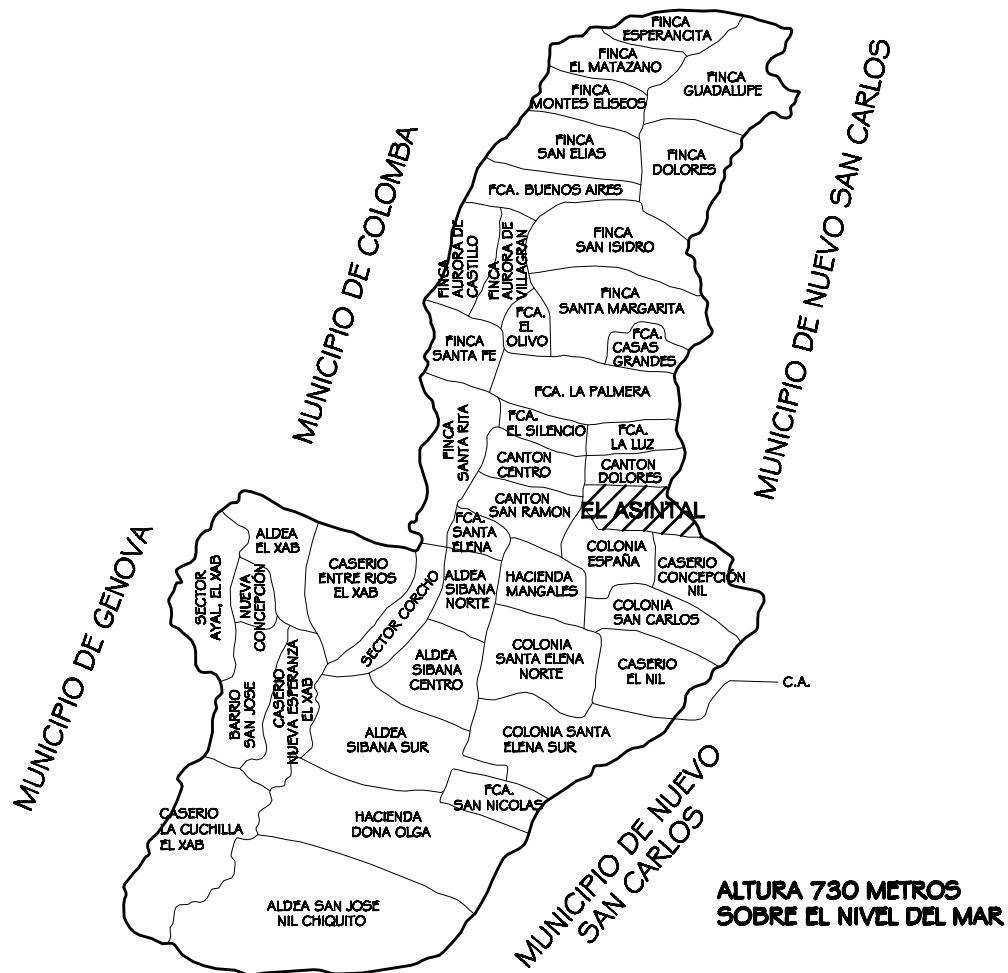 FINCA
ESPERANCITA
FINCA
EL MATAZANO
FINCA
GUADALUPE
FINCA
MONTES ELISEOS
FINCA
SAN ELIAS
FINCA
DOLORES
FCA. BUENOS AIRES
MUNICIPIO DE COLOMBA
MUNICIPIO DE NUEVO SAN CARLOS
FINCA
AURORA DE
CASTILLO
FINCA
AURORA DE
VILLAGRAN
FINCA
SAN ISIDRO
FINCA
SANTA MARGARITA
FCA.
EL
OLIVO
FINCA
SANTA FE
FCA.
CASAS
GRANDES
FCA. LA PALMERA
FINCA
SANTA RITA
FCA.
EL SILENCIO
FCA.
LA LUZ
CANTON
CENTRO
CANTON
DOLORES
CANTON
SAN RAMON
EL ASINTAL
FCA.
SANTA
ELENA
COLONIA
ESPAÑA
CASERIO
CONCEPCIÓN
NIL
MUNICIPIO DE GENOVA
SECTOR
AYAL, EL XAB
ALDEA
EL XAB
NUEVA
CONCEPCIÓN
CASERIO
ENTRE RIOS
EL XAB
SECTOR CORCHO
ALDEA
SIBANA
NORTE
HACIENDA
MANGALES
COLONIA
SAN CARLOS
ALDEA
SIBANA
CENTRO
COLONIA
SANTA ELENA
NORTE
CASERIO
EL NIL
C.A.
BARRIO
SAN JOSE
CASERIO
NUEVA ESPERANZA
EL XAB
ALDEA
SIBANA SUR
COLONIA SANTA
ELENA SUR
FCA.
SAN NICOLAS
CASERIO
LA CUCHILLA
EL XAB
HACIENDA
DONA OLGA
ALDEA SAN JOSE
NIL CHIQUITO
MUNICIPIO DE NUEVO
SAN CARLOS
ALTURA 730 METROS
SOBRE EL NIVEL DEL MAR